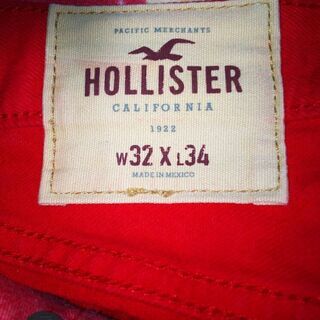 PACIFIC MERCHANTS
HOLLISTER
CALIFORNIA
1922
W32 X L34
MADE IN MEXICO